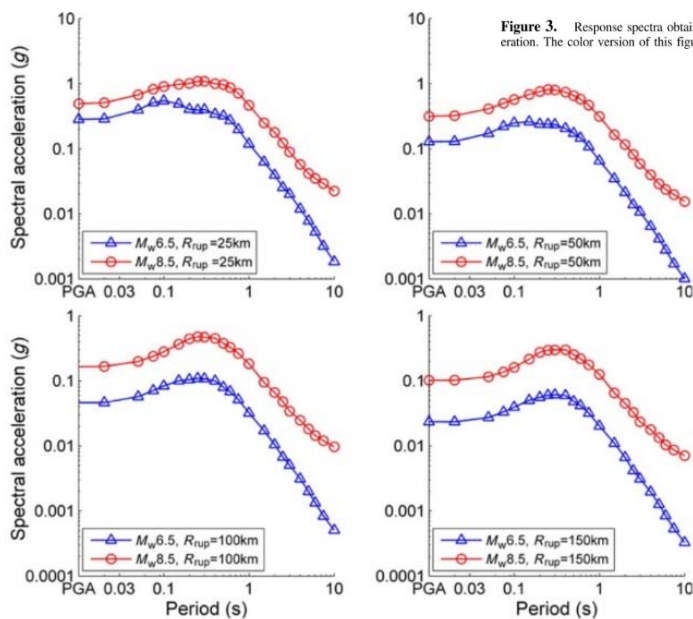 Figure 3. Response spectra obtai
eration. The color version of this figu
Spectral acceleration (g)
10
1
0.1
0.01
0.001
Mw6.5, Rrup=25km
Mw8.5, Rrup=25km
PGA 0.03 0.1 1 10
10
1
0.1
0.01
0.001
Mw6.5, Rrup=50km
Mw8.5, Rrup=50km
PGA 0.03 0.1 1 10
Spectral acceleration (g)
1
0.1
0.01
0.001
0.0001
Mw6.5, Rrup=100km
Mw8.5, Rrup=100km
PGA 0.03 0.1 1 10
Period (s)
1
0.1
0.01
0.001
0.0001
Mw6.5, Rrup=150km
Mw8.5, Rrup=150km
PGA 0.03 0.1 1 10
Period (s)